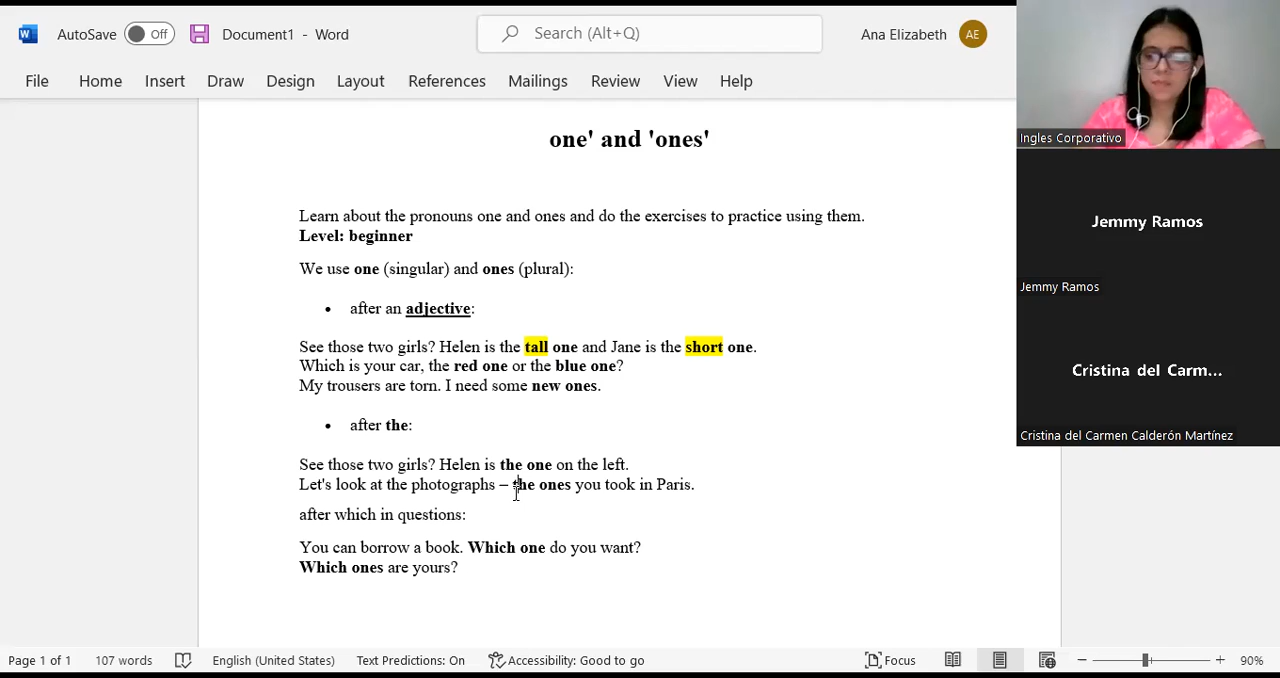 AutoSave Off Document1 - Word Search (Alt+Q) Ana Elizabeth AE
File Home Insert Draw Design Layout References Mailings Review View Help
one' and 'ones'
Learn about the pronouns one and ones and do the exercises to practice using them.
Level: beginner
We use one (singular) and ones (plural):
• after an adjective:
See those two girls? Helen is the tall one and Jane is the short one.
Which is your car, the red one or the blue one?
My trousers are torn. I need some new ones.
• after the:
See those two girls? Helen is the one on the left.
Let's look at the photographs – the ones you took in Paris.
after which in questions:
You can borrow a book. Which one do you want?
Which ones are yours?
Page 1 of 1 107 words English (United States) Text Predictions: On Accessibility: Good to go Focus 90%
Ingles Corporativo
Jemmy Ramos
Jemmy Ramos
Cristina del Carm...
Cristina del Carmen Calderón Martínez